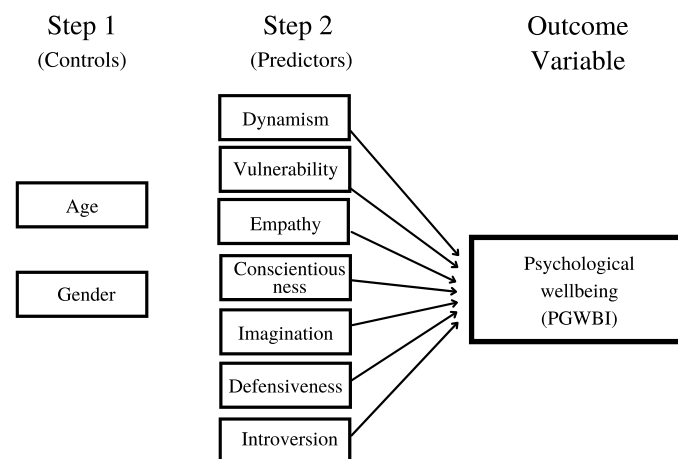 Step 1
(Controls)
Step 2
(Predictors)
Outcome
Variable
Age
Gender
Dynamism
Vulnerability
Empathy
Conscientious
ness
Imagination
Defensiveness
Introversion
Psychological
wellbeing
(PGWBI)